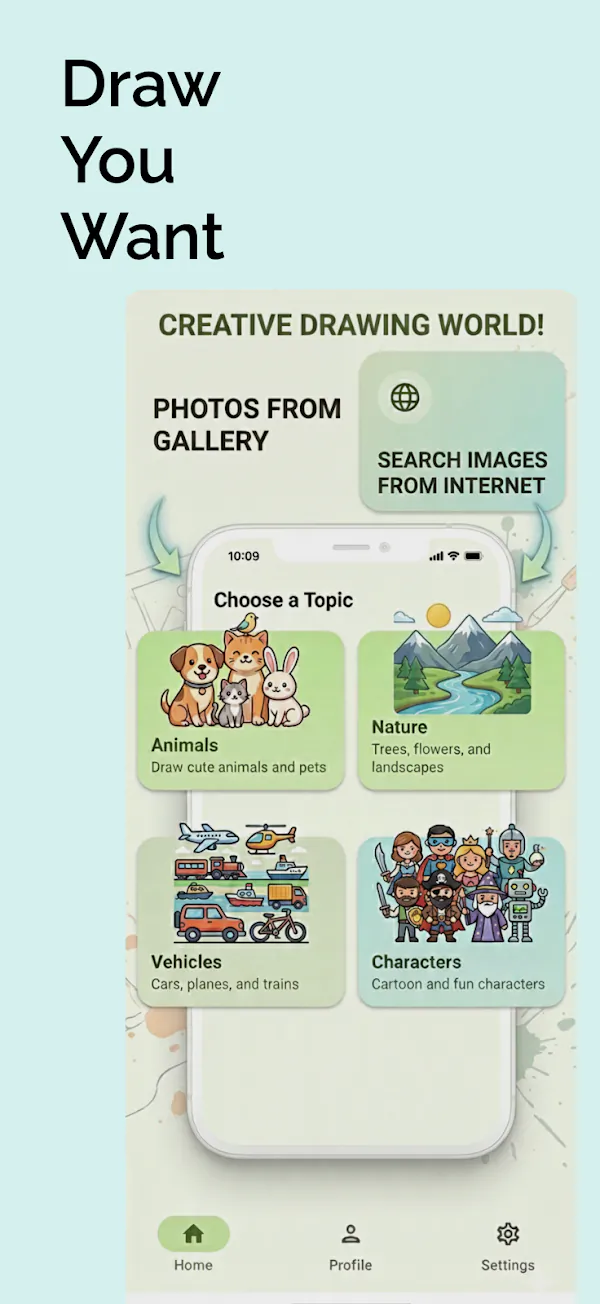 Draw
You
Want
CREATIVE DRAWING WORLD!
PHOTOS FROM
GALLERY
SEARCH IMAGES
FROM INTERNET
10:09
Choose a Topic
Animals
Draw cute animals and pets
Nature
Trees, flowers, and
landscapes
Vehicles
Cars, planes, and trains
Characters
Cartoon and fun characters
Home
Profile
Settings